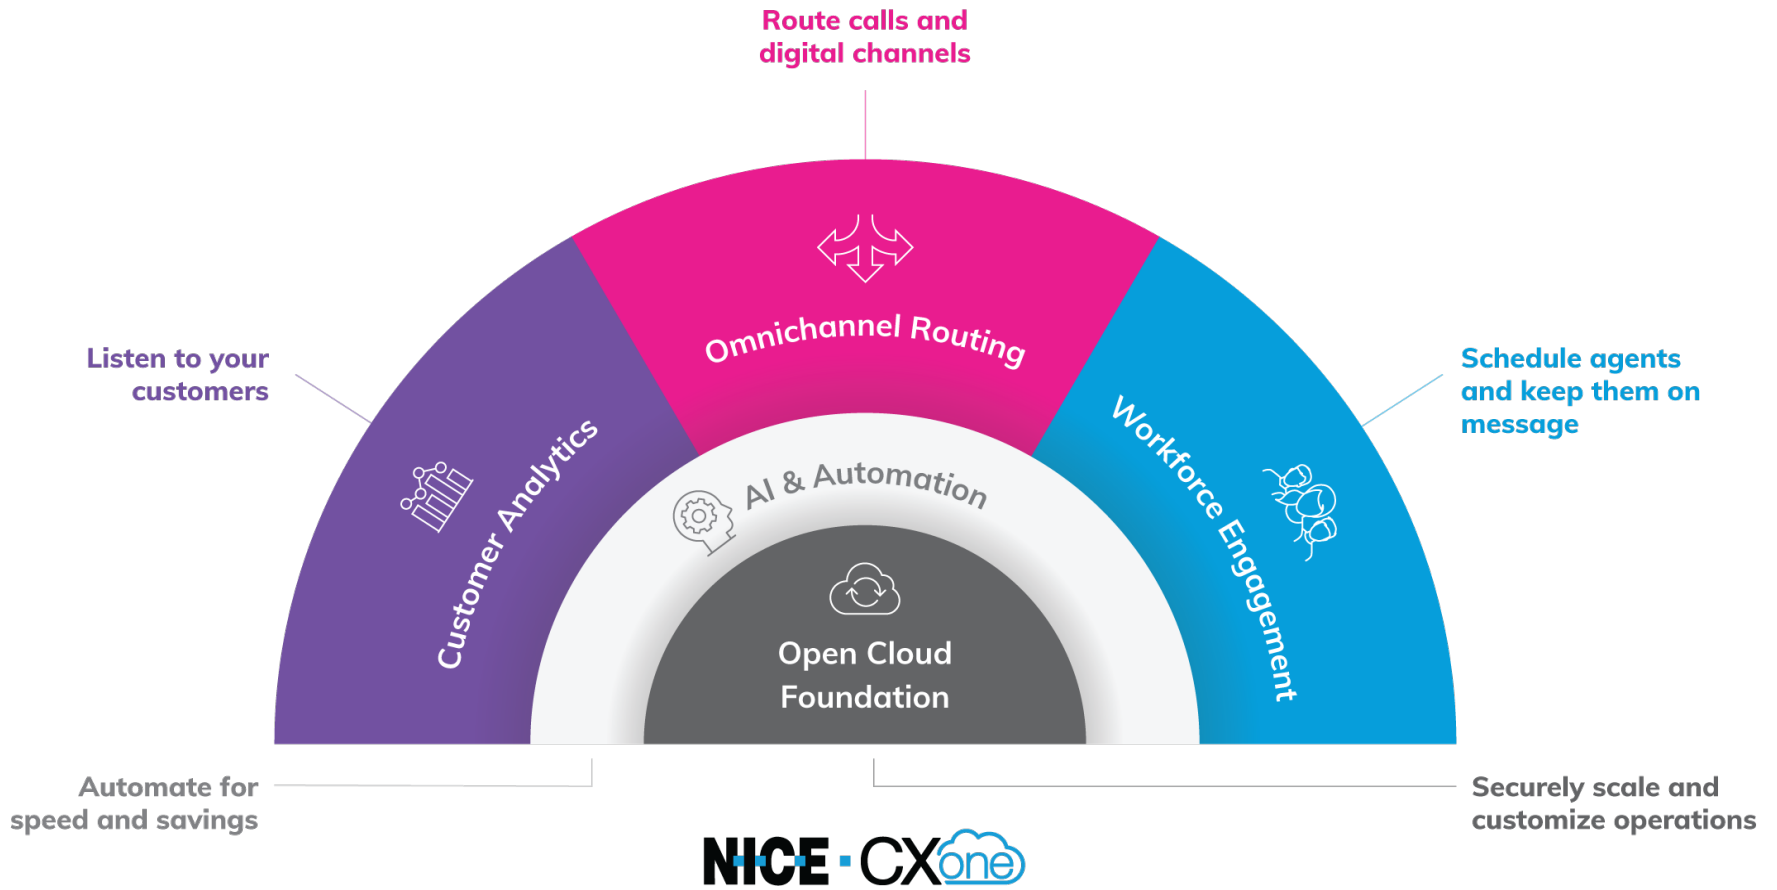 Route calls and
digital channels
Omnichannel Routing
Listen to your
customers
Customer Analytics
Schedule agents
and keep them on
message
Workforce Engagement
AI & Automation
Open Cloud
Foundation
Automate for
speed and savings
Securely scale and
customize operations
NICE · CXone